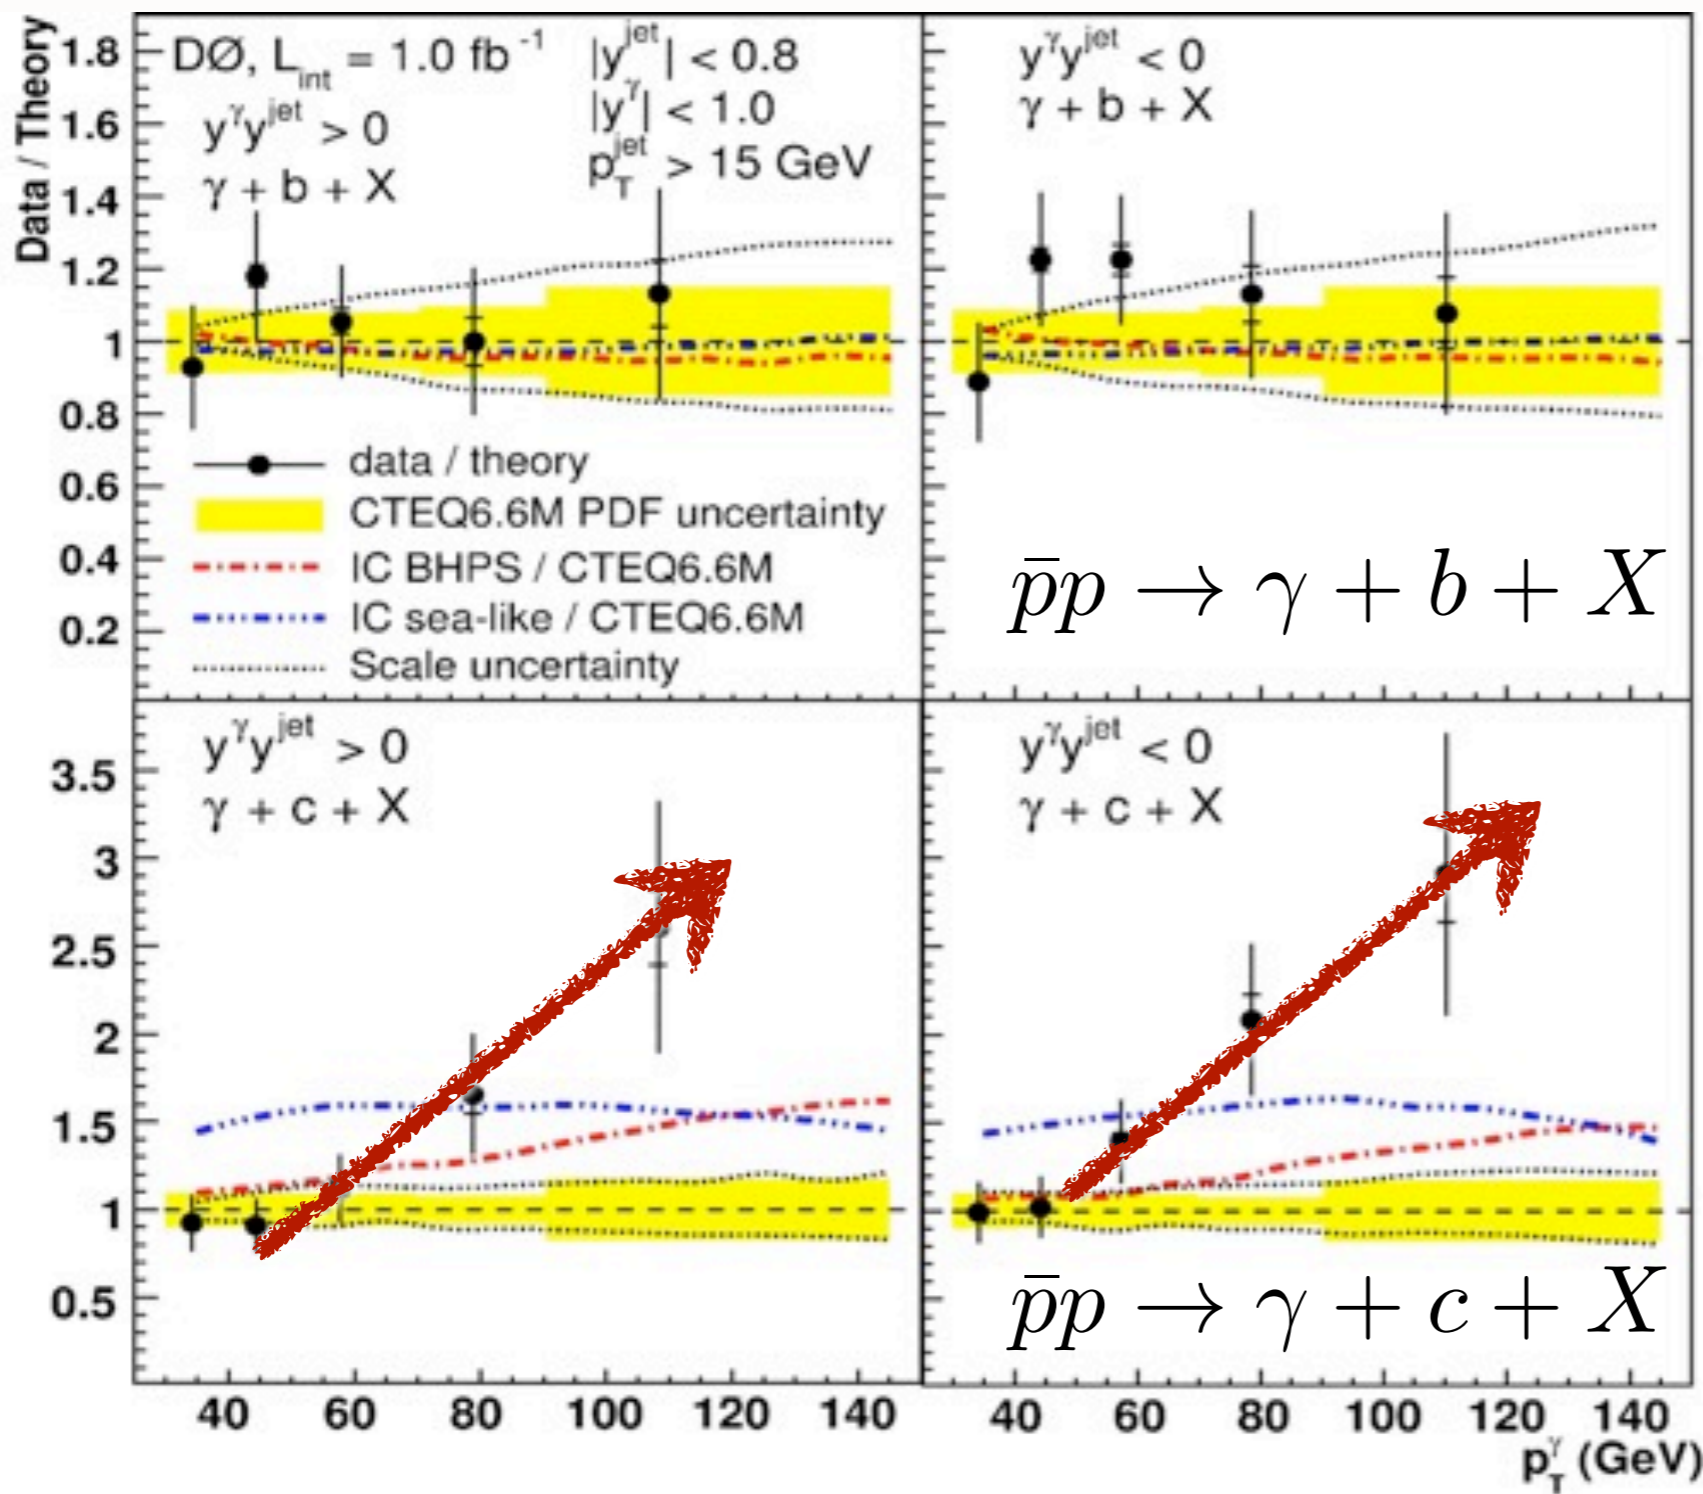 Data / Theory
1.8
1.6
1.4
1.2
1
0.8
0.6
0.4
0.2
DØ, L_int = 1.0 fb^-1
y^γ y^jet > 0
γ + b + X
|y^jet| < 0.8
|y^γ| < 1.0
p_T^jet > 15 GeV
data / theory
CTEQ6.6M PDF uncertainty
IC BHPS / CTEQ6.6M
IC sea-like / CTEQ6.6M
Scale uncertainty
y^γ y^jet < 0
γ + b + X
p̄p → γ + b + X
3.5
3
2.5
2
1.5
1
0.5
y^γ y^jet > 0
γ + c + X
y^γ y^jet < 0
γ + c + X
p̄p → γ + c + X
40 60 80 100 120 140
40 60 80 100 120 140
p_T^γ (GeV)